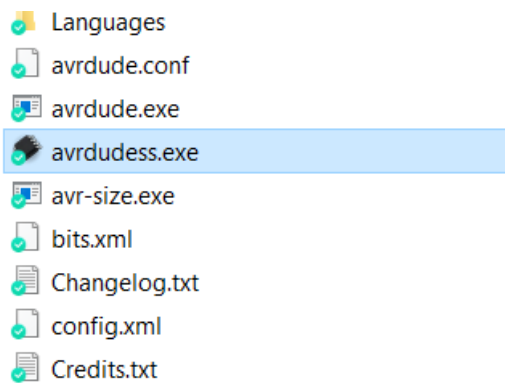 Languages
avrdude.conf
avrdude.exe
avrdudess.exe
avr-size.exe
bits.xml
Changelog.txt
config.xml
Credits.txt